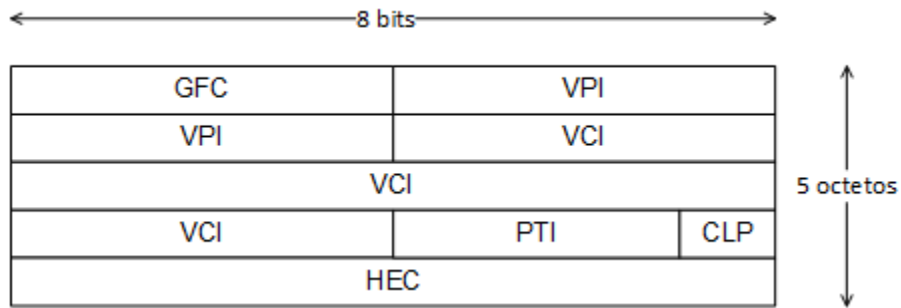 8 bits
GFC VPI
VPI VCI
VCI
5 octetos
VCI PTI CLP
HEC